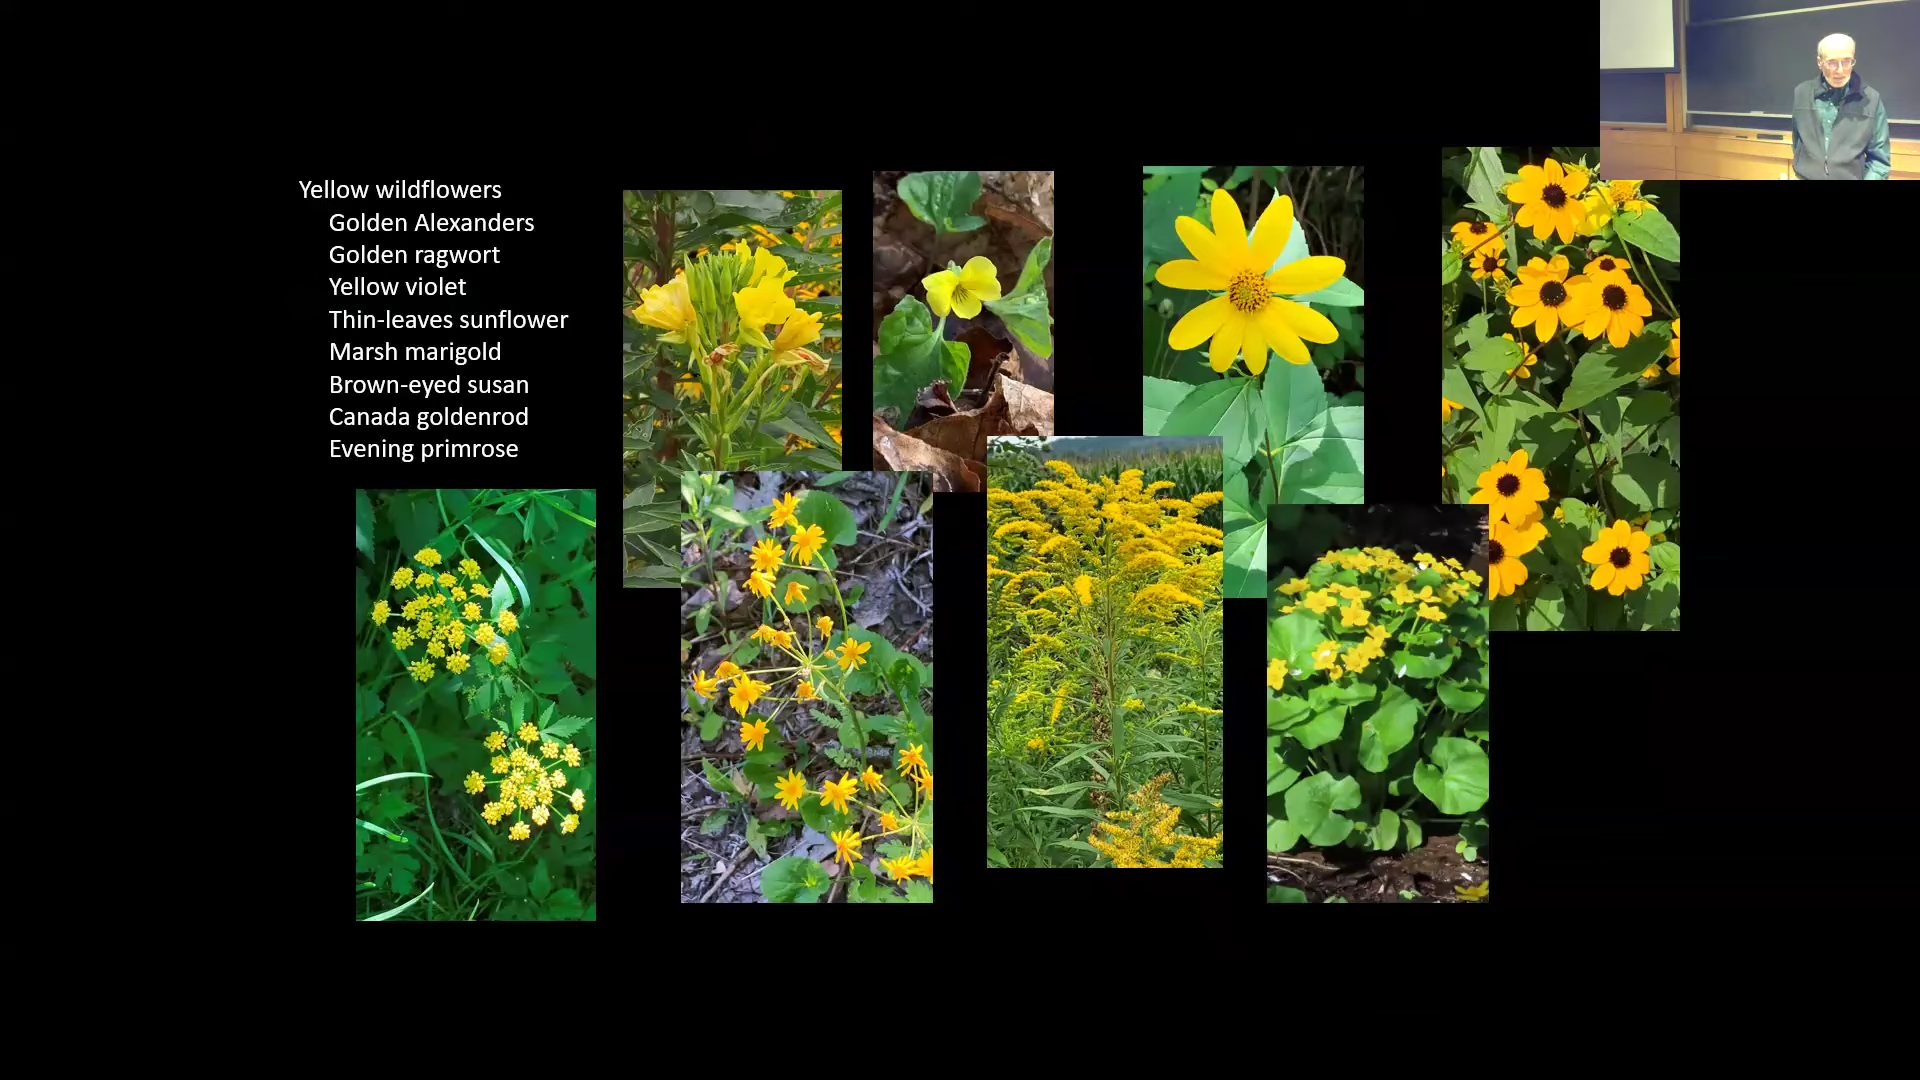 Yellow wildflowers
Golden Alexanders
Golden ragwort
Yellow violet
Thin-leaves sunflower
Marsh marigold
Brown-eyed susan
Canada goldenrod
Evening primrose